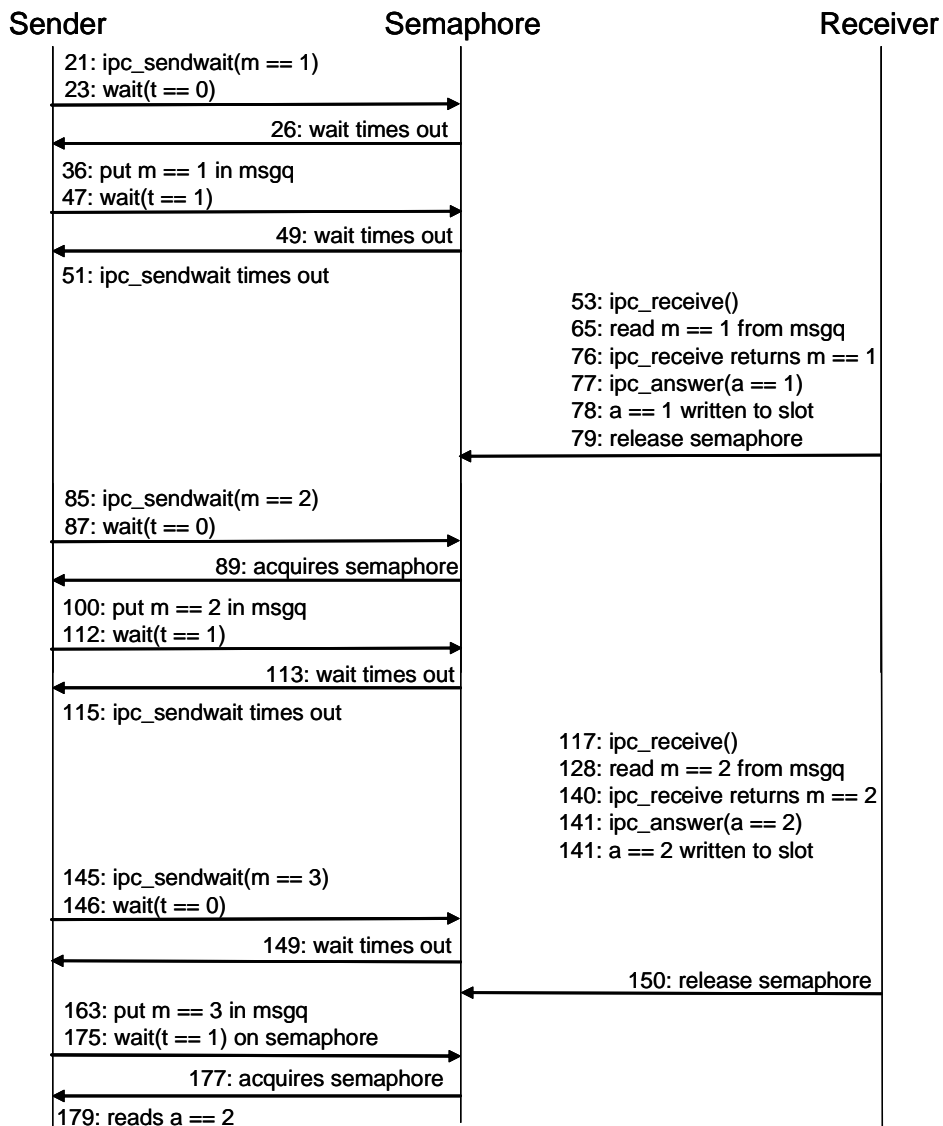 Sender Semaphore Receiver
21: ipc_sendwait(m == 1)
23: wait(t == 0)
26: wait times out
36: put m == 1 in msgq
47: wait(t == 1)
49: wait times out
51: ipc_sendwait times out
53: ipc_receive()
65: read m == 1 from msgq
76: ipc_receive returns m == 1
77: ipc_answer(a == 1)
78: a == 1 written to slot
79: release semaphore
85: ipc_sendwait(m == 2)
87: wait(t == 0)
89: acquires semaphore
100: put m == 2 in msgq
112: wait(t == 1)
113: wait times out
115: ipc_sendwait times out
117: ipc_receive()
128: read m == 2 from msgq
140: ipc_receive returns m == 2
141: ipc_answer(a == 2)
141: a == 2 written to slot
145: ipc_sendwait(m == 3)
146: wait(t == 0)
149: wait times out
150: release semaphore
163: put m == 3 in msgq
175: wait(t == 1) on semaphore
177: acquires semaphore
179: reads a == 2